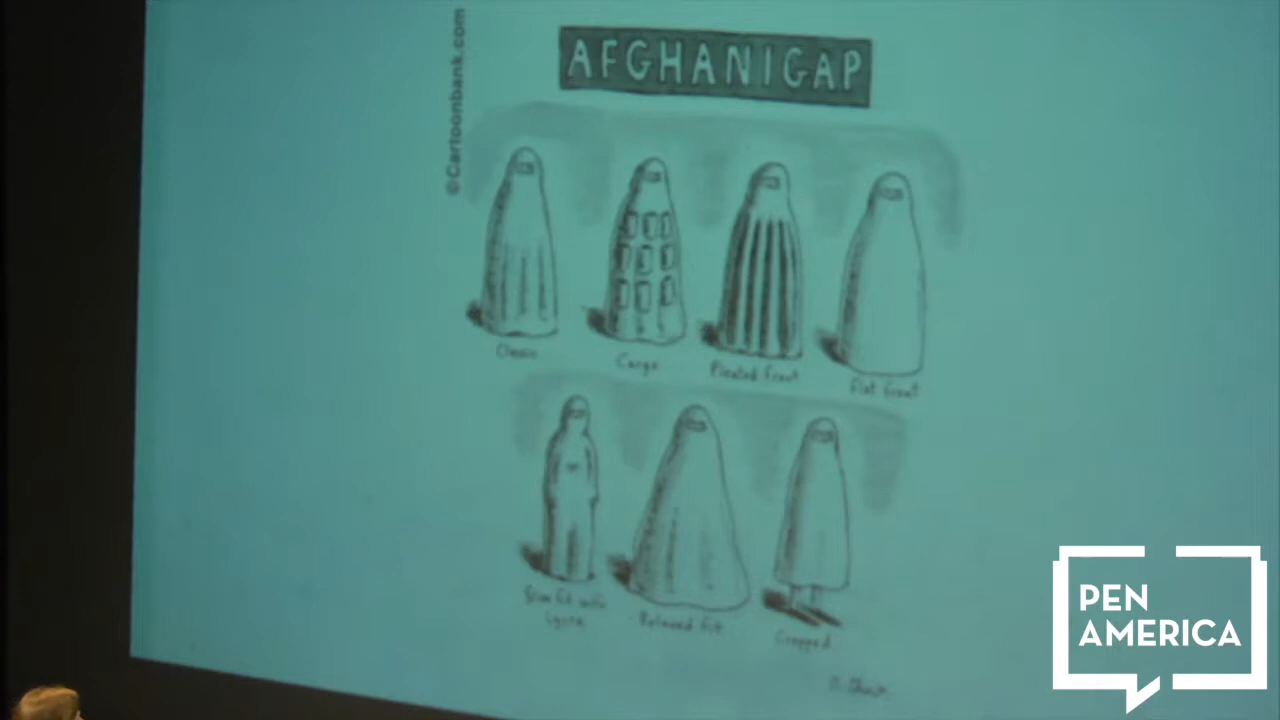 ©Cartoonbank.com
AFGHANIGAP
Classic
Cargo
Pleated front
Flat front
Slim fit with
Lycra
Relaxed fit
Cropped
PEN
AMERICA